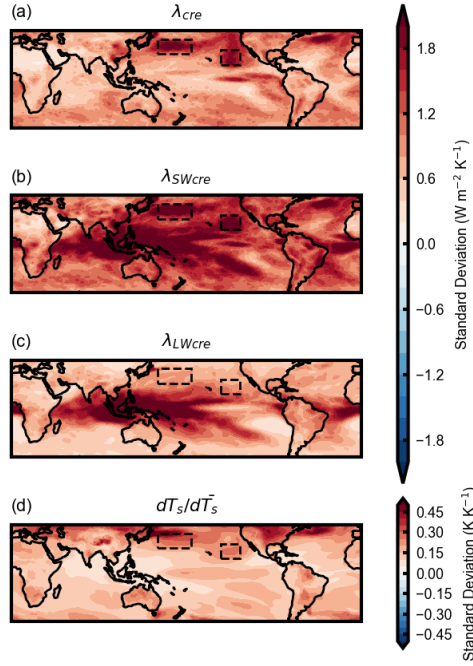 (a) λcre
(b) λSWcre
(c) λLWcre
(d) dTs/dT̄s
1.8
1.2
0.6
0.0
−0.6
−1.2
−1.8
Standard Deviation (W m−2 K−1)
0.45
0.30
0.15
0.00
−0.15
−0.30
−0.45
Standard Deviation (K K−1)